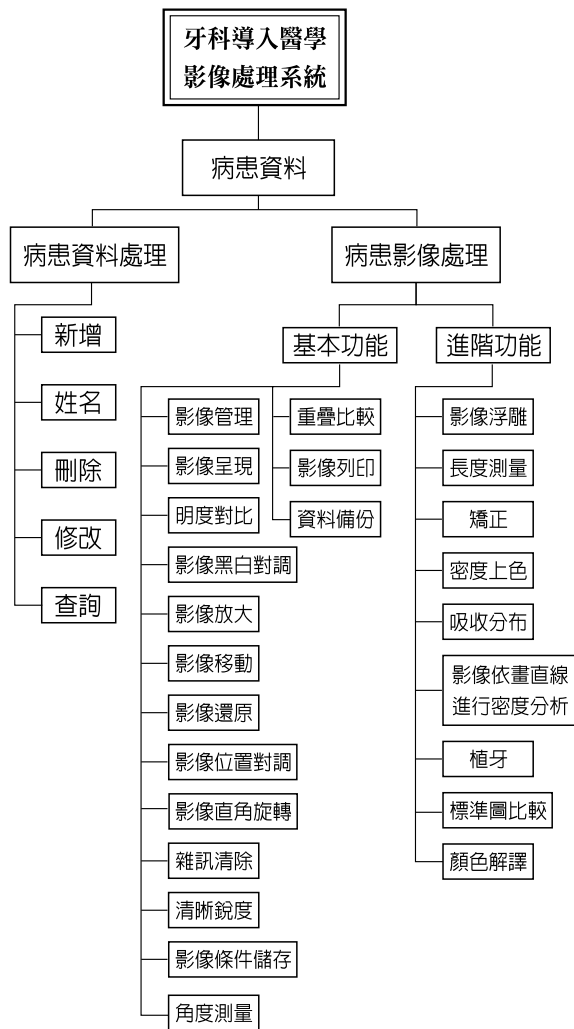 牙科導入醫學
影像處理系統
病患資料
病患資料處理
新增
姓名
刪除
修改
查詢
病患影像處理
基本功能
影像管理
影像呈現
明度對比
影像黑白對調
影像放大
影像移動
影像還原
影像位置對調
影像直角旋轉
雜訊清除
清晰銳度
影像條件儲存
角度測量
重疊比較
影像列印
資料備份
進階功能
影像浮雕
長度測量
矯正
密度上色
吸收分布
影像依畫直線
進行密度分析
植牙
標準圖比較
顏色解譯